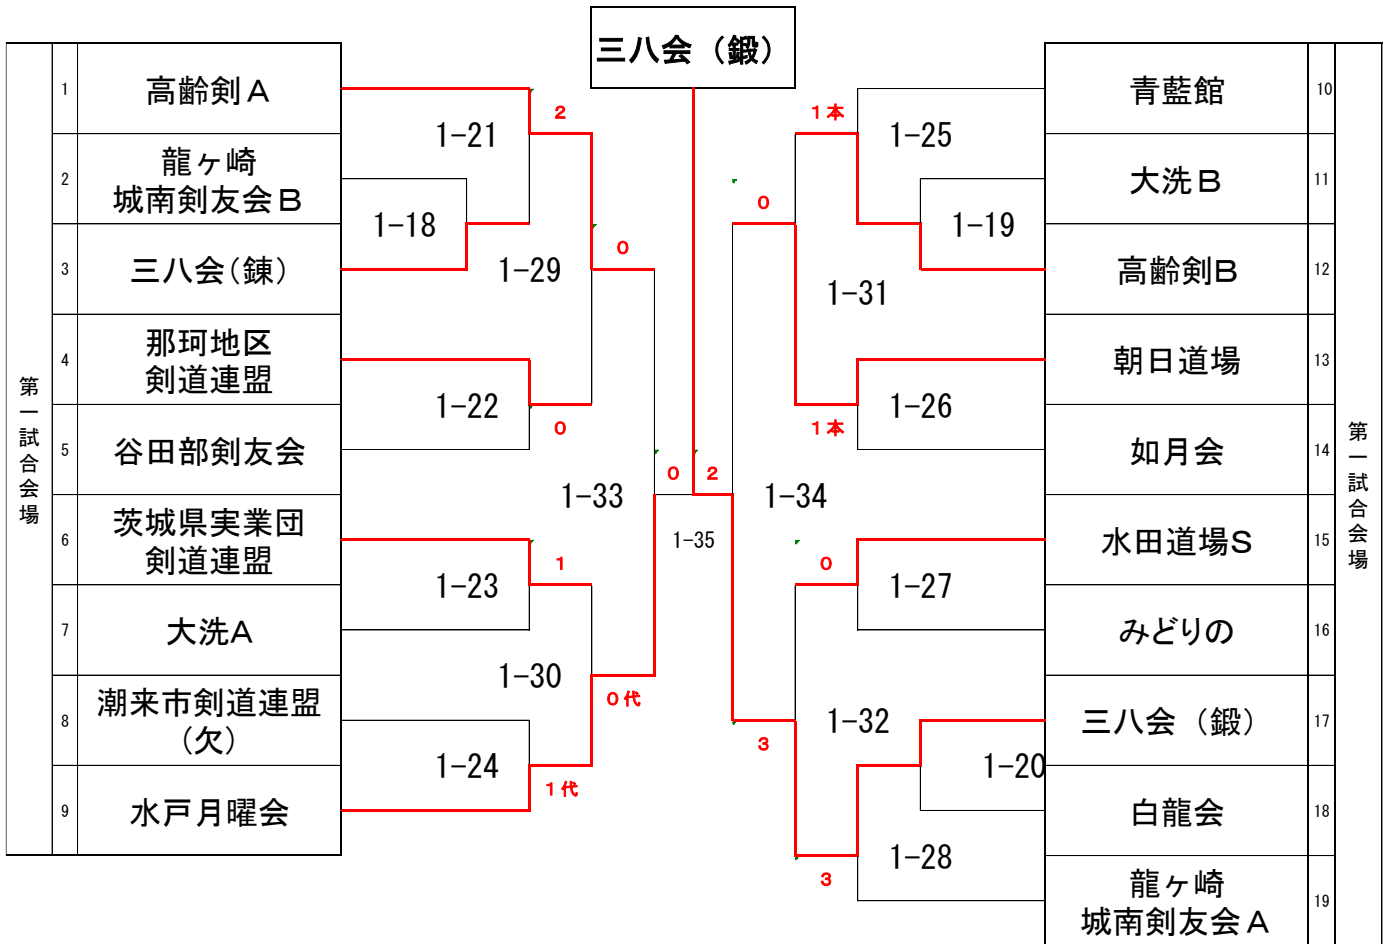 三八会（鍛）
第一試合会場
1
高齢剣Ａ
2
龍ヶ崎
城南剣友会Ｂ
3
三八会(錬)
4
那珂地区
剣道連盟
5
谷田部剣友会
6
茨城県実業団
剣道連盟
7
大洗A
8
潮来市剣道連盟
(欠)
9
水戸月曜会
1-21
1-18
1-29
1-22
1-33
1-23
1-30
1-24
2
0
0
1
0代
1代
0
2
1-35
1本
0
1本
0
3
3
1-25
1-19
1-31
1-26
1-34
1-27
1-32
1-20
1-28
青藍館
10
大洗Ｂ
11
高齢剣B
12
朝日道場
13
如月会
14
水田道場S
15
みどりの
16
三八会（鍛）
17
白龍会
18
龍ヶ崎
城南剣友会Ａ
19
第一試合会場